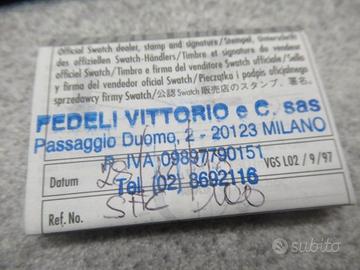 Official Swatch dealer, stamp and signature / Stempel, Unterschrift
des offiziellen Swatch-Händlers / Timbre et signature du vendeur
officiel Swatch / Timbro e firma del venditore Swatch ufficiale / Sello
y firma del vendedor oficial Swatch / Pieczątka i podpis oficjalnego
sprzedawcy firmy Swatch / 公認 Swatch 販売店のスタンプ、署名
FEDELI VITTORIO e C. sas
Passaggio Duomo, 2 - 20123 MILANO
P. IVA 09897790151
Datum
VGS L02 / 9/97
Tel. (02) 8692116
Ref. No.
subito